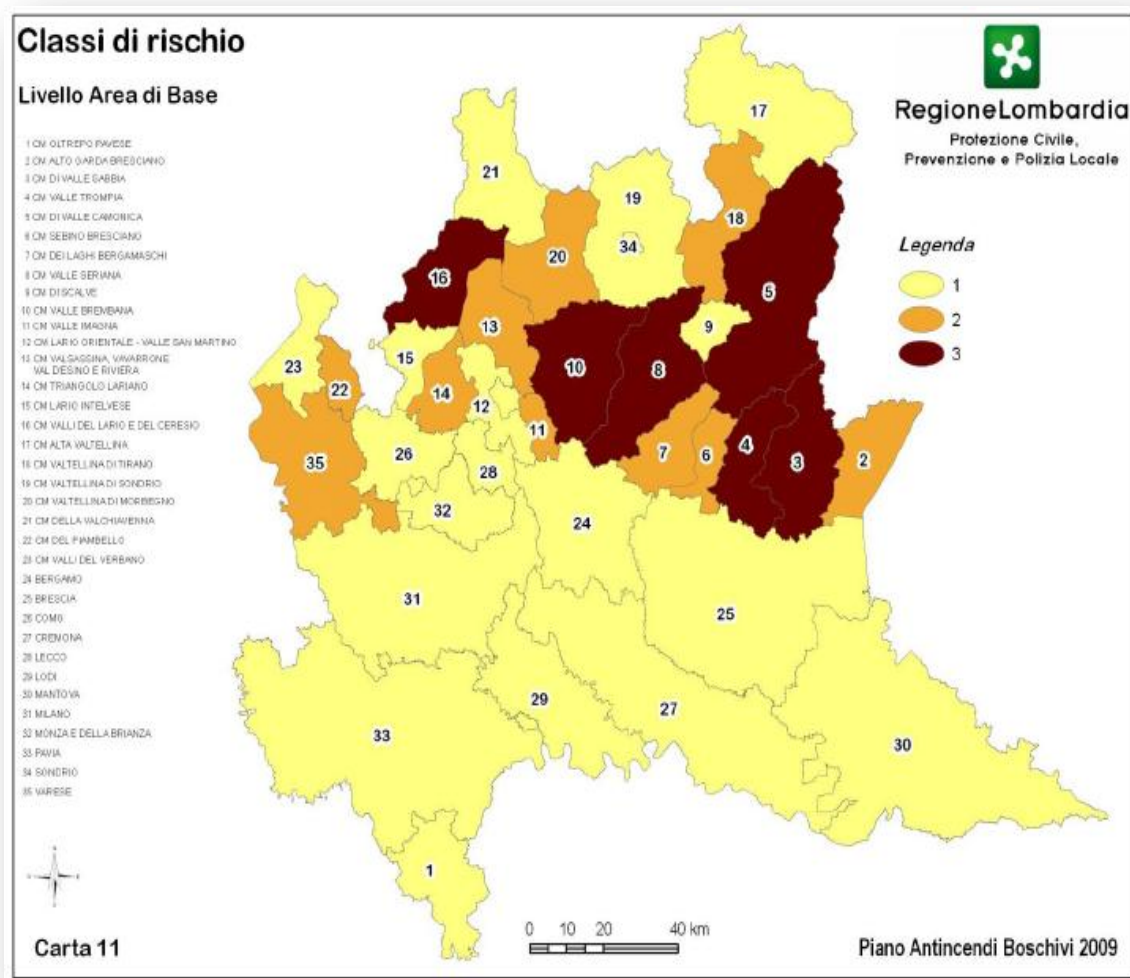 Classi di rischio
Livello Area di Base
1 CM OLTREPO PAVESE
2 CM ALTO GARDA BRESCIANO
3 CM DI VALLE SABBIA
4 CM VALLE TROMPIA
5 CM DI VALLE CAMONICA
6 CM SEBINO BRESCIANO
7 CM DEI LAGHI BERGAMASCHI
8 CM VALLE SERIANA
9 CM DI SCALVE
10 CM VALLE BREMBANA
11 CM VALLE IMAGNA
12 CM LARIO ORIENTALE - VALLE SAN MARTINO
13 CM VALSASSINA, VAVARRONE
VAL DESINO E RIVIERA
14 CM TRIANGOLO LARIANO
15 CM LARIO INTELVESE
16 CM VALLI DEL LARIO E DEL CERESIO
17 CM ALTA VALTELLINA
18 CM VALTELLINA DI TIRANO
19 CM VALTELLINA DI SONDRIO
20 CM VALTELLINA DI MORBEGNO
21 CM DELLA VALCHIAVENNA
22 CM DEL PIAMBELLO
23 CM VALLI DEL VERBANO
24 BERGAMO
25 BRESCIA
26 COMO
27 CREMONA
28 LECCO
29 LODI
30 MANTOVA
31 MILANO
32 MONZA E DELLA BRIANZA
33 PAVIA
34 SONDRIO
35 VARESE
RegioneLombardia
Protezione Civile,
Prevenzione e Polizia Locale
Legenda
1
2
3
17
21
19
18
34
20
16
5
13
9
15
10
8
23
22
14
12
11
7
6
4
3
2
35
26
28
32
24
31
25
29
27
33
30
1
0 10 20 40 km
Carta 11
Piano Antincendi Boschivi 2009